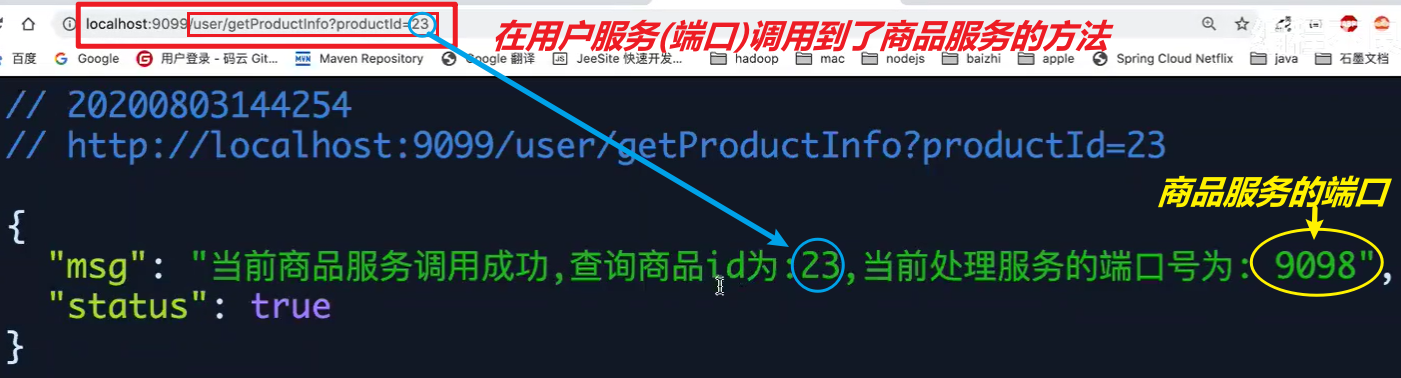 localhost:9099/user/getProductInfo?productId=23
在用户服务(端口)调用到了商品服务的方法
百度 Google 用户登录 - 码云 Git... Maven Repository Google 翻译 JeeSite 快速开发... hadoop mac nodejs baizhi apple Spring Cloud Netflix java 石墨文档
// 20200803144254
// http://localhost:9099/user/getProductInfo?productId=23
商品服务的端口
{
"msg": "当前商品服务调用成功,查询商品id为:23,当前处理服务的端口号为: 9098",
"status": true
}